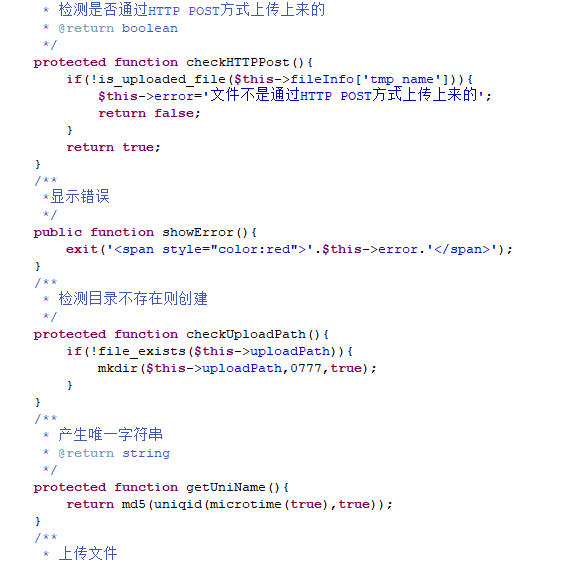 * 检测是否通过HTTP POST方式上传上来的
* @return boolean
*/
protected function checkHTTPPost(){
if(!is_uploaded_file($this->fileInfo['tmp_name'])){
$this->error='文件不是通过HTTP POST方式上传上来的';
return false;
}
return true;
}
/**
*显示错误
*/
public function showError(){
exit('<span style="color:red">'.$this->error.'</span>');
}
/**
* 检测目录不存在则创建
*/
protected function checkUploadPath(){
if(!file_exists($this->uploadPath)){
mkdir($this->uploadPath,0777,true);
}
}
/**
* 产生唯一字符串
* @return string
*/
protected function getUniName(){
return md5(uniqid(microtime(true),true));
}
/**
* 上传文件